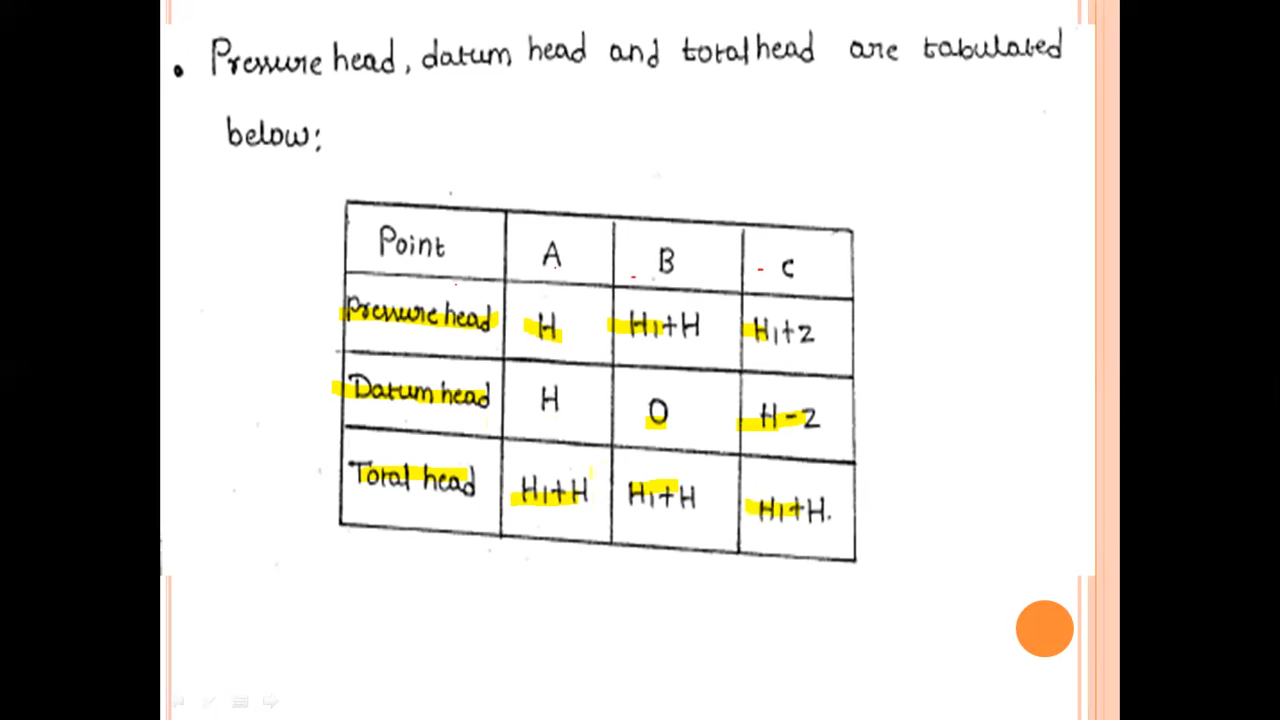 • Pressure head, datum head and total head are tabulated
below:
Point A B C
Pressure head H H1+H H1+z
Datum head H 0 H-z
Total head H1+H H1+H H1+H.